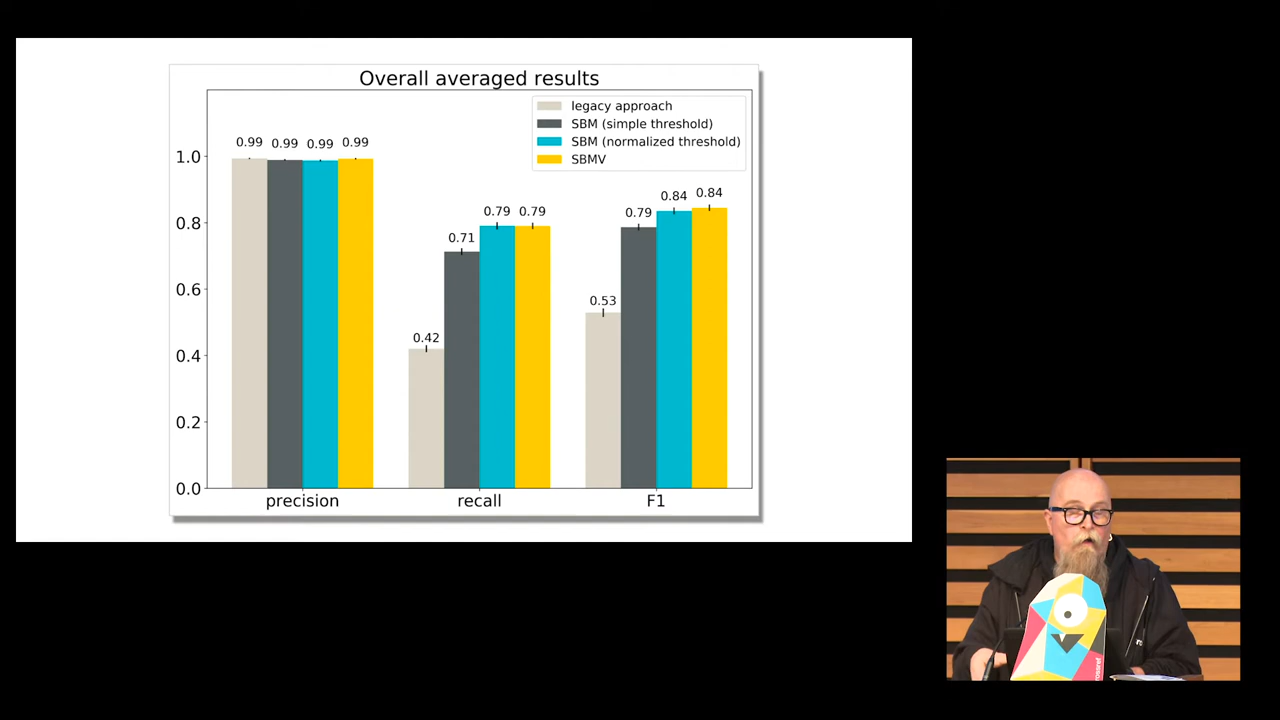 Overall averaged results
legacy approach
SBM (simple threshold)
SBM (normalized threshold)
SBMV
0.99 0.99 0.99 0.99
0.42 0.71 0.79 0.79
0.53 0.79 0.84 0.84
1.0
0.8
0.6
0.4
0.2
0.0
precision recall F1